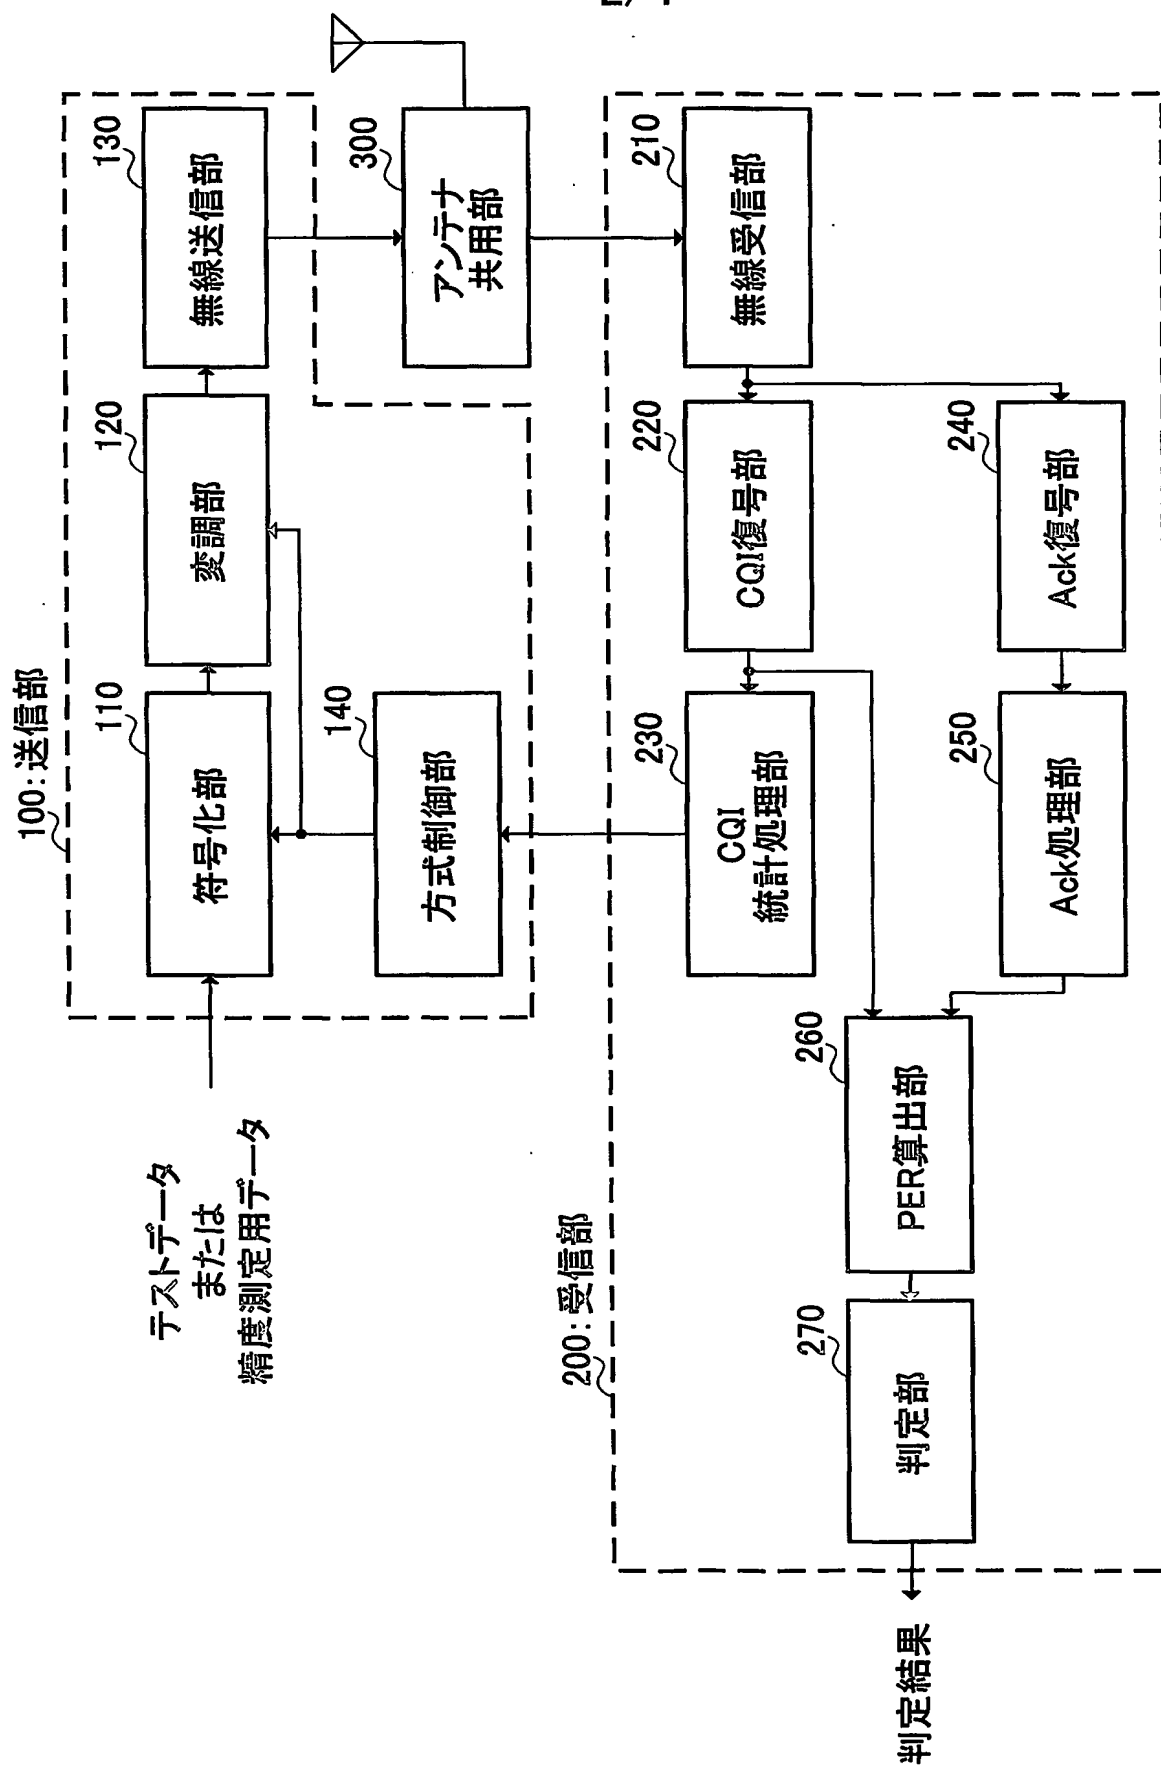 100:送信部
テストデータ
または
精度測定用データ
110
符号化部
120
変調部
130
無線送信部
140
方式制御部
300
アンテナ
共用部
200:受信部
210
無線受信部
220
CQI復号部
230
CQI
統計処理部
240
Ack復号部
250
Ack処理部
260
PER算出部
270
判定部
判定結果